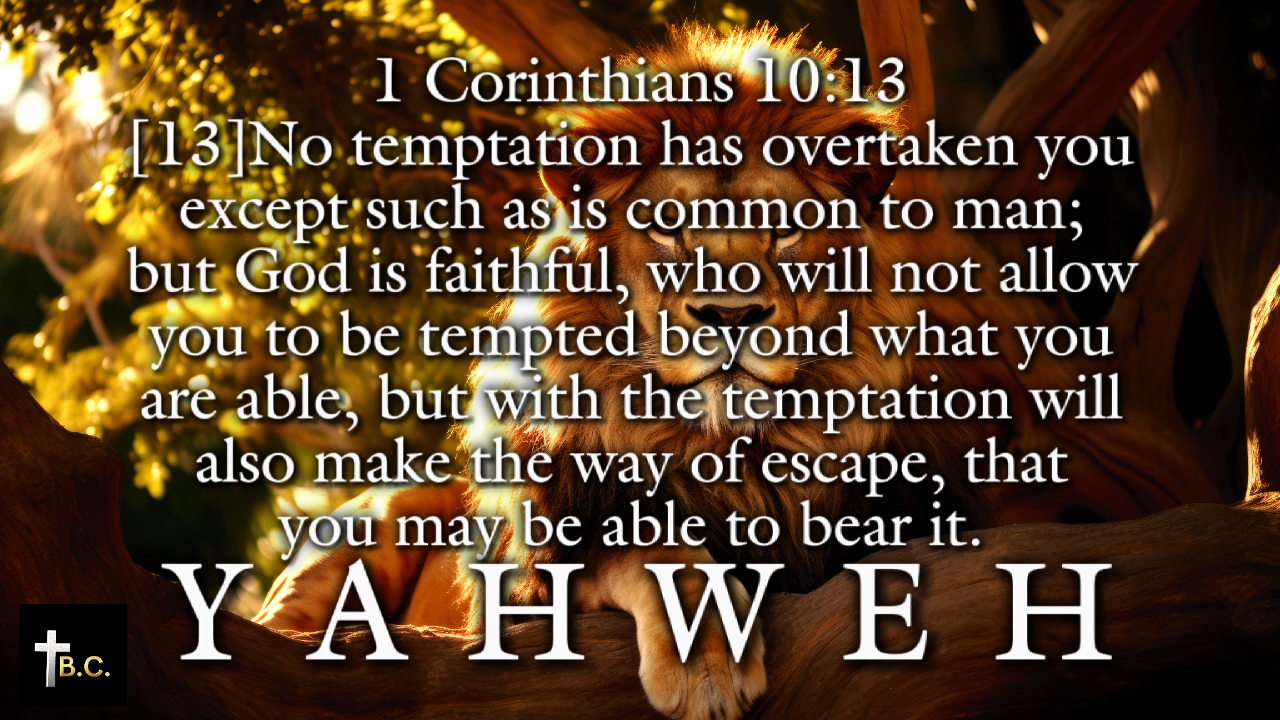 1 Corinthians 10:13
[13]No temptation has overtaken you
except such as is common to man;
but God is faithful, who will not allow
you to be tempted beyond what you
are able, but with the temptation will
also make the way of escape, that
you may be able to bear it.
YAHWEH
B.C.